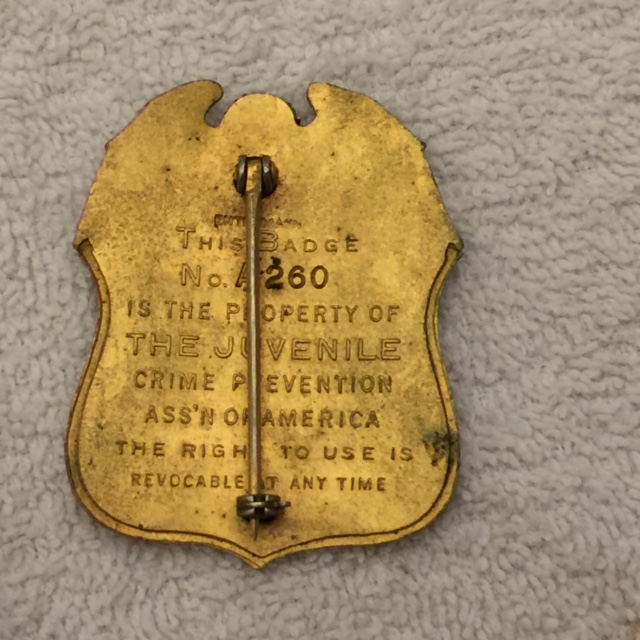 THIS BADGE
No. A260
IS THE PROPERTY OF
THE JUVENILE
CRIME PREVENTION
ASS'N OF AMERICA
THE RIGHT TO USE IS
REVOCABLE AT ANY TIME